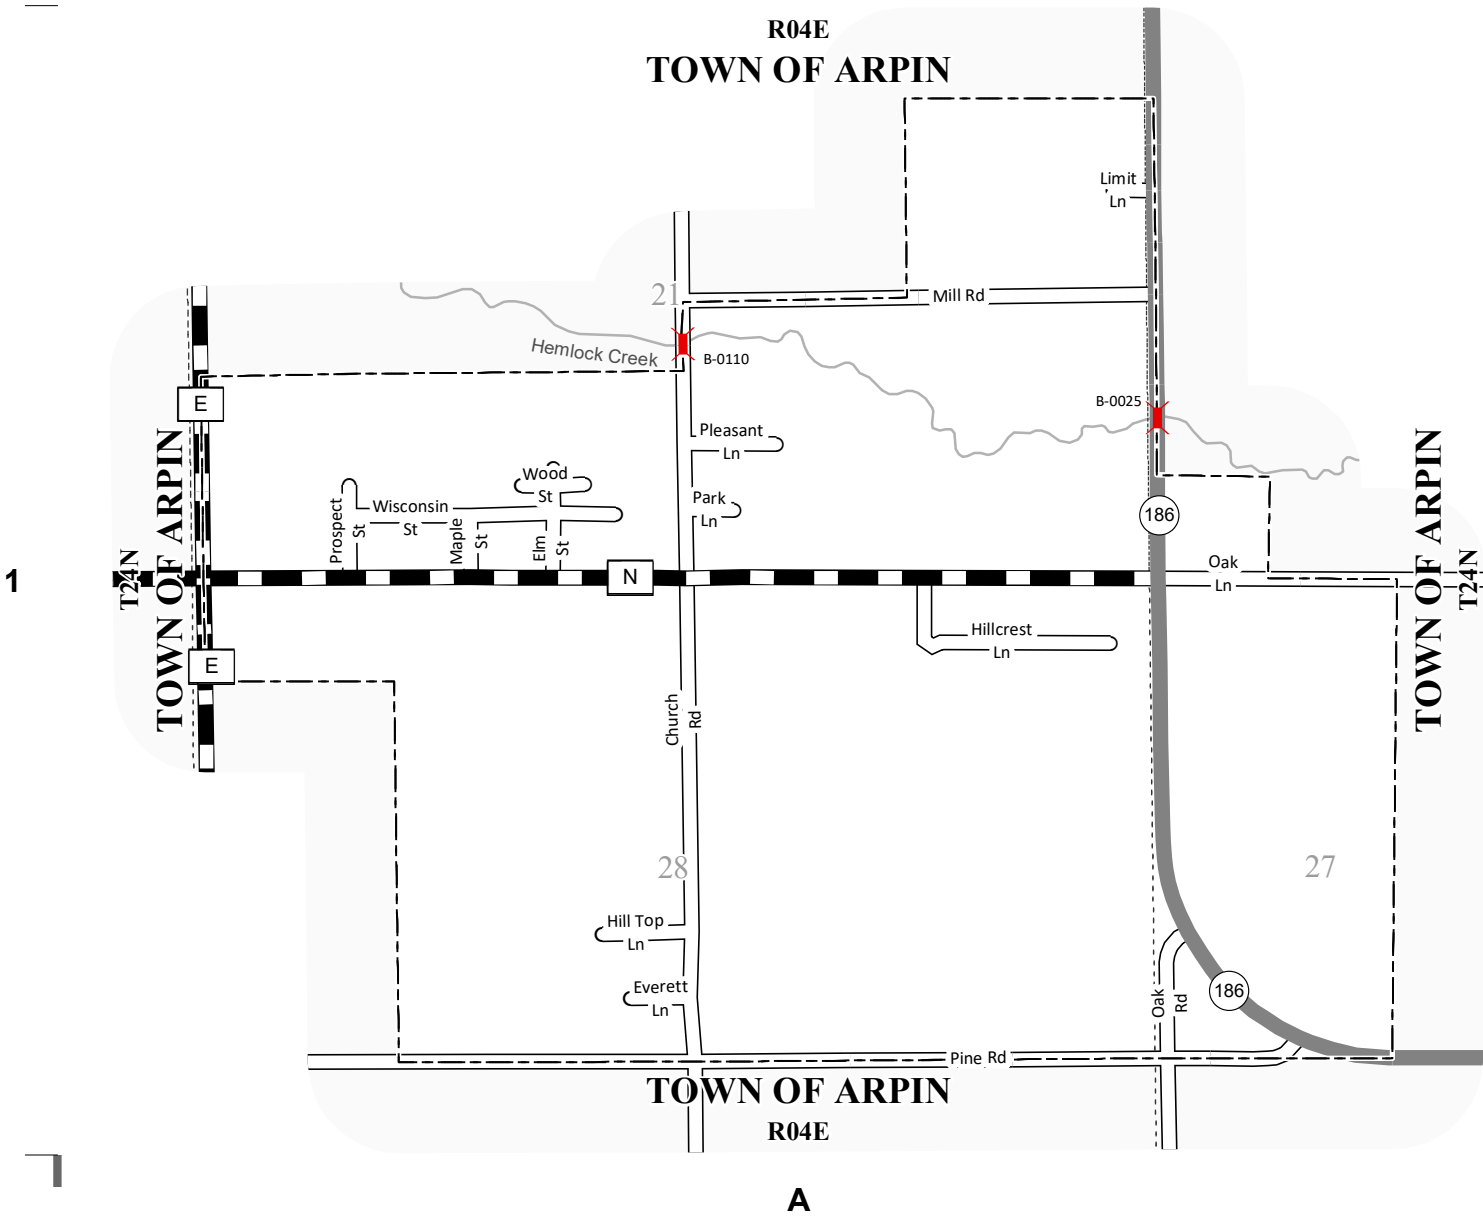 R04E
TOWN OF ARPIN
Limit
Ln
21
Mill Rd
Hemlock Creek
B-0110
B-0025
E
Pleasant
Ln
Wood
St
Park
Ln
Prospect
St
Wisconsin
St
Maple
St
Elm
St
186
TOWN OF ARPIN
TOWN OF ARPIN
1
T24N
N
Oak
Ln
T24N
Hillcrest
Ln
E
Church
Rd
28
27
Hill Top
Ln
Everett
Ln
Oak
Rd
186
Pine Rd
TOWN OF ARPIN
R04E
A